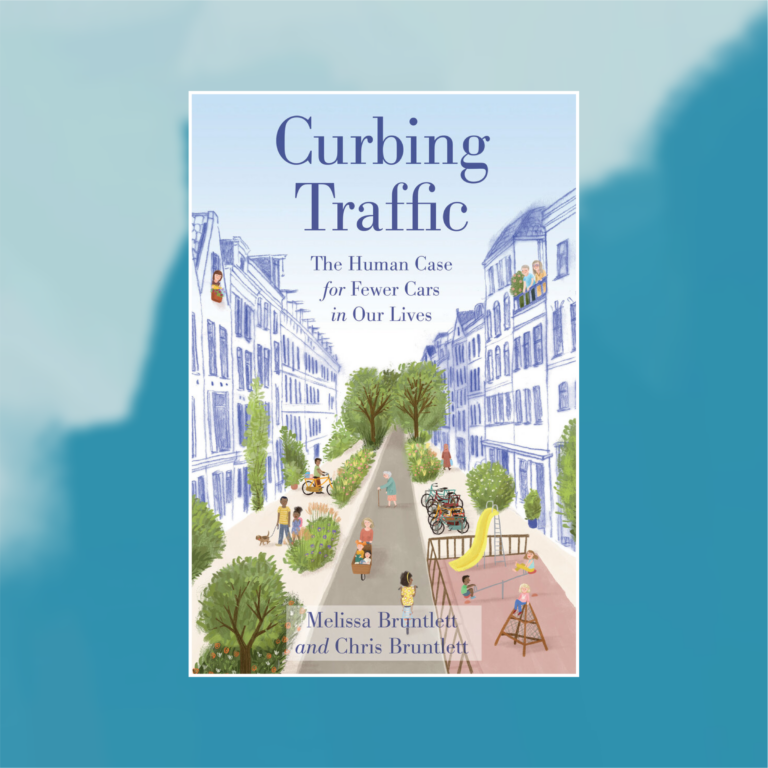 Curbing
Traffic
The Human Case
for Fewer Cars
in Our Lives
Melissa Bruntlett
and Chris Bruntlett